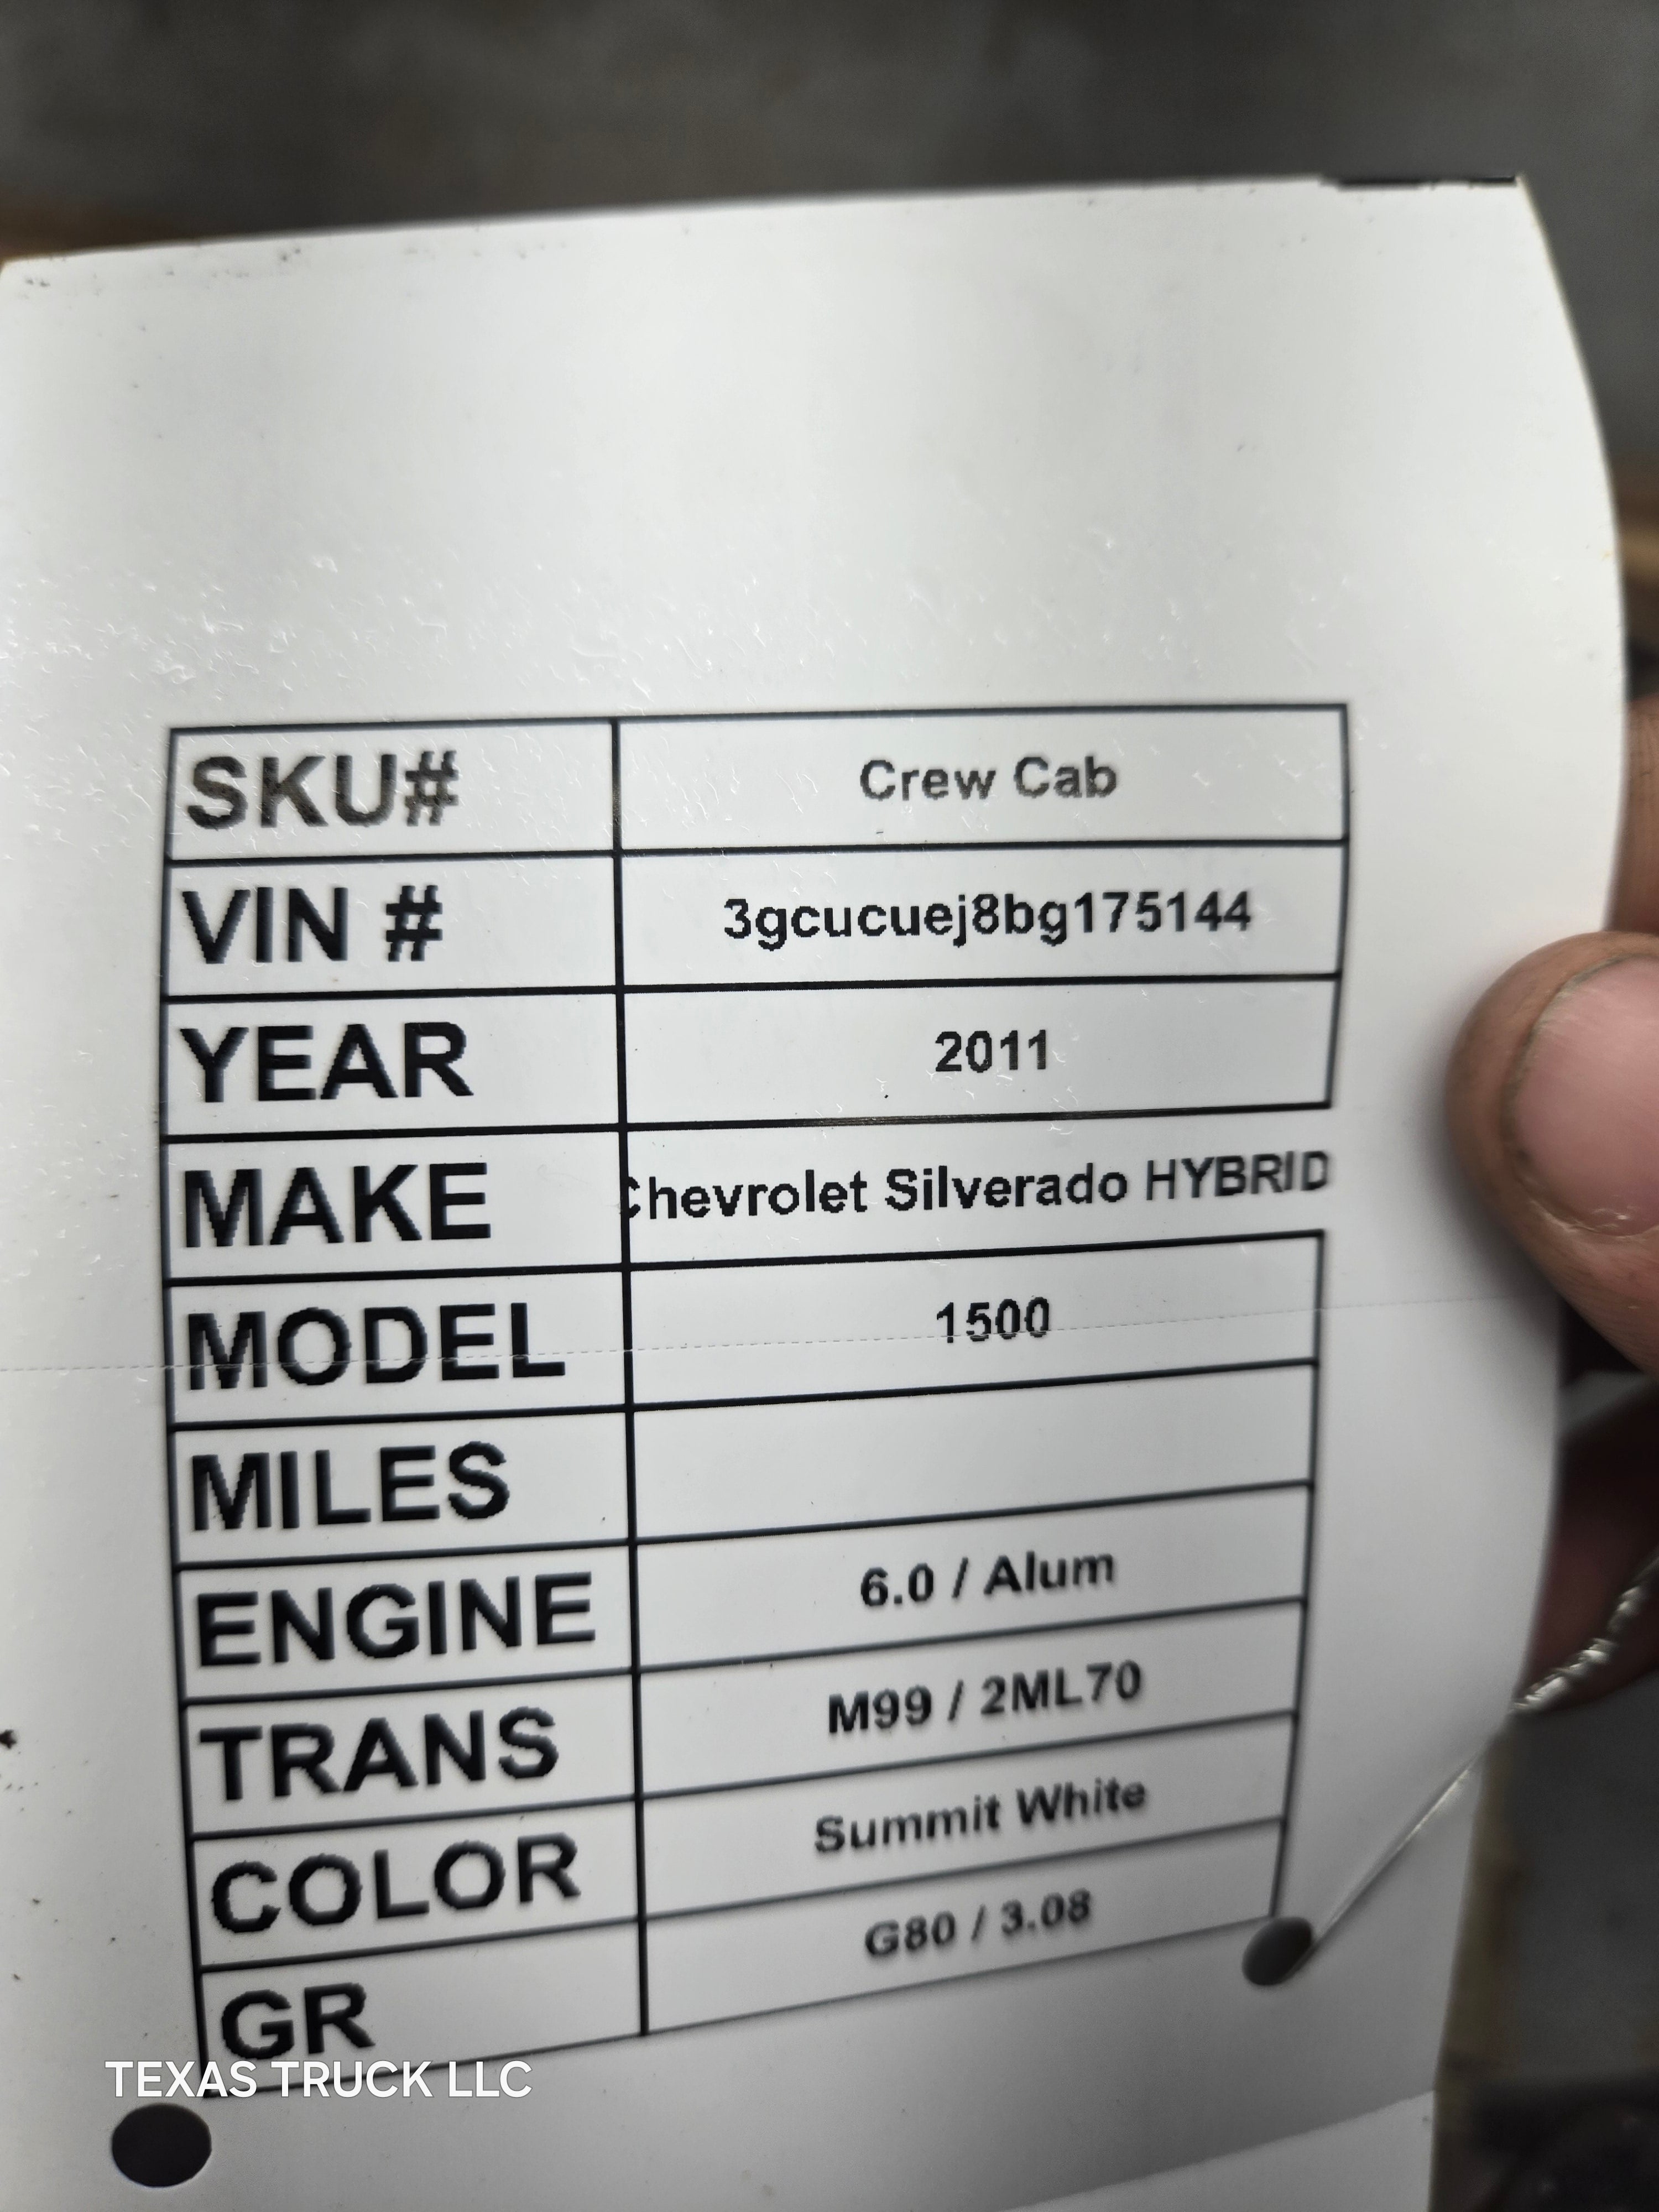 SKU# Crew Cab
VIN # 3gcucuej8bg175144
YEAR 2011
MAKE Chevrolet Silverado HYBRID
MODEL 1500
MILES
ENGINE 6.0 / Alum
TRANS M99 / 2ML70
COLOR Summit White
GR G80 / 3.08
TEXAS TRUCK LLC